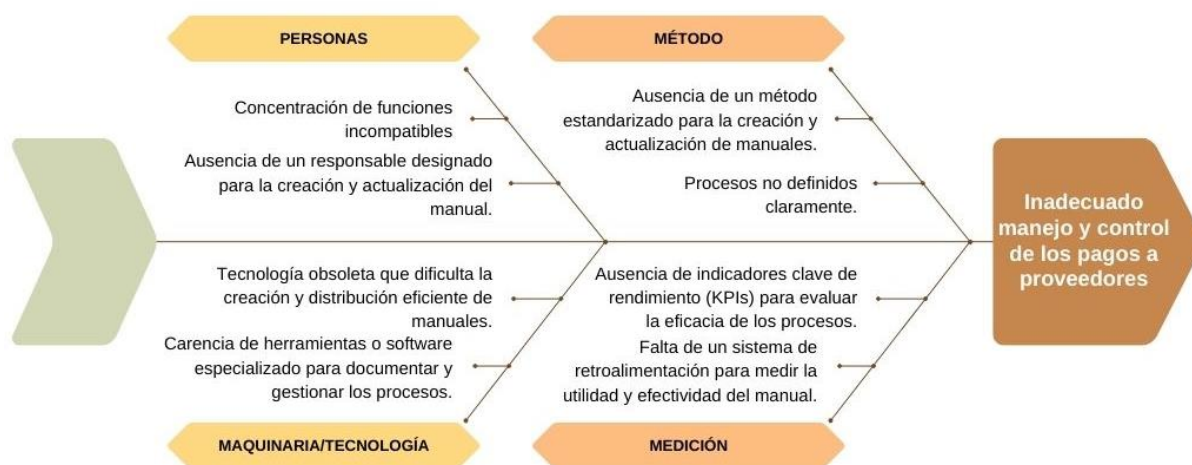 PERSONAS
Concentración de funciones
incompatibles
Ausencia de un responsable designado
para la creación y actualización del
manual.
MÉTODO
Ausencia de un método
estandarizado para la creación y
actualización de manuales.
Procesos no definidos
claramente.
Tecnología obsoleta que dificulta la
creación y distribución eficiente de
manuales.
Carencia de herramientas o software
especializado para documentar y
gestionar los procesos.
MAQUINARIA/TECNOLOGÍA
Ausencia de indicadores clave de
rendimiento (KPIs) para evaluar
la eficacia de los procesos.
Falta de un sistema de
retroalimentación para medir la
utilidad y efectividad del manual.
MEDICIÓN
Inadecuado
manejo y control
de los pagos a
proveedores